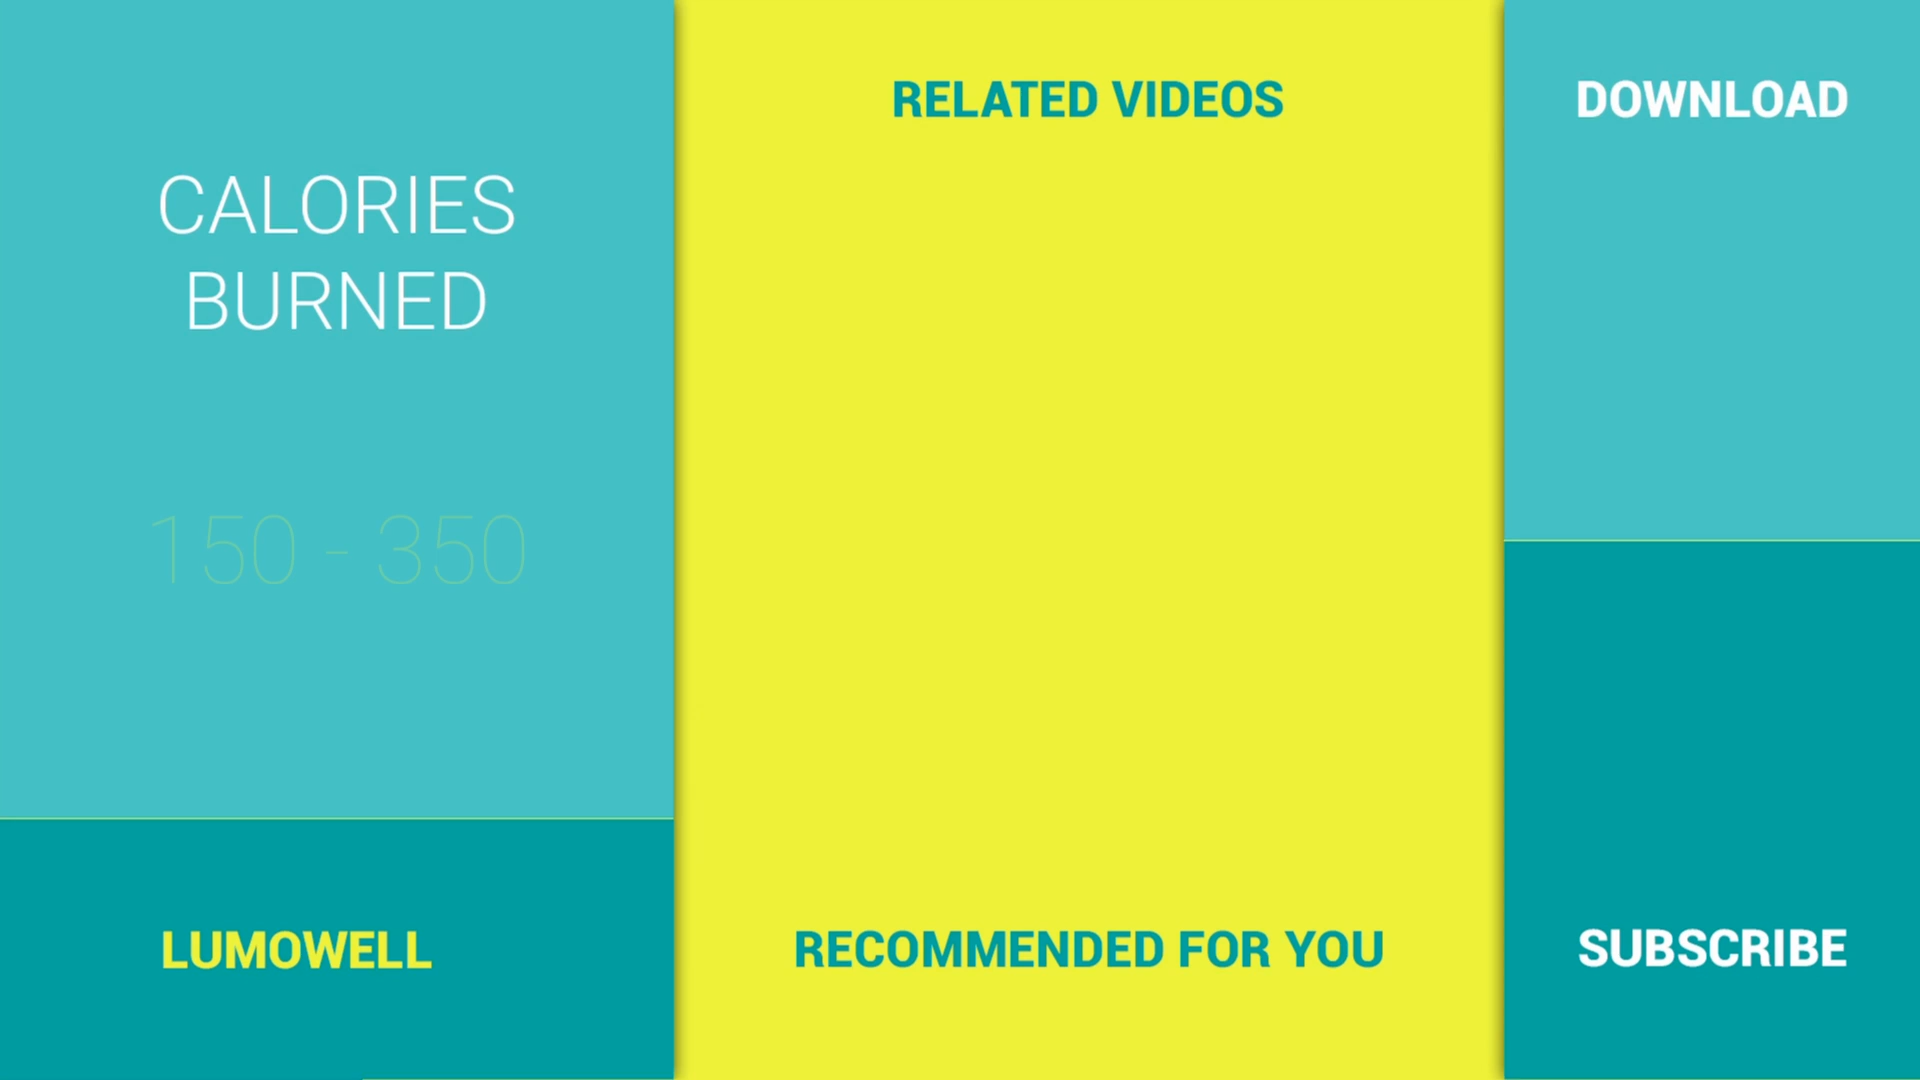 CALORIES
BURNED
150 - 350
LUMOWELL
RELATED VIDEOS
RECOMMENDED FOR YOU
DOWNLOAD
SUBSCRIBE